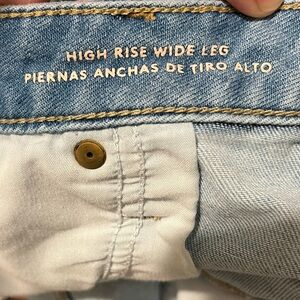 HIGH RISE WIDE LEG
PIERNAS ANCHAS DE TIRO ALTO